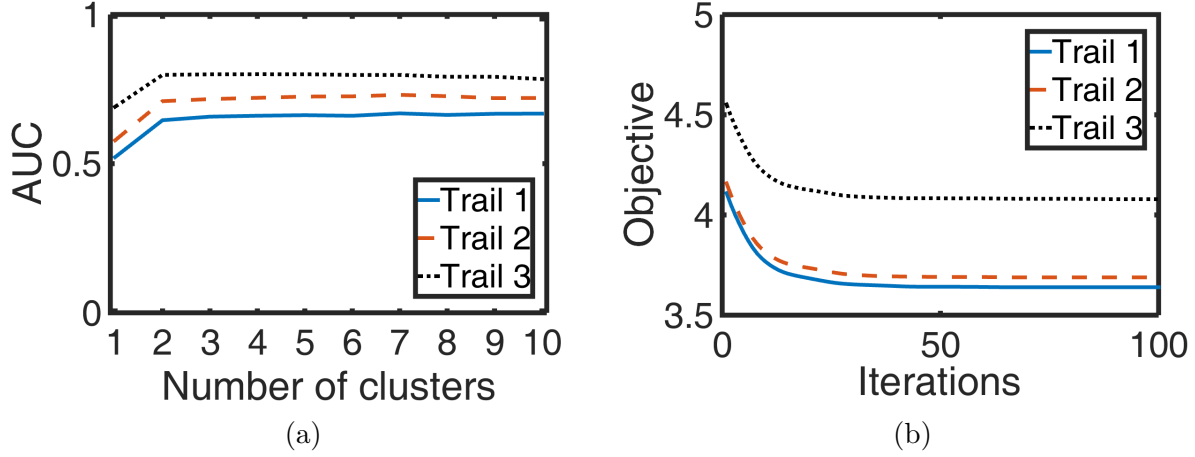 1
0.5
0
AUC
1 2 3 4 5 6 7 8 9 10
Number of clusters
Trail 1
Trail 2
Trail 3
(a)
5
4.5
4
3.5
Objective
0 50 100
Iterations
Trail 1
Trail 2
Trail 3
(b)